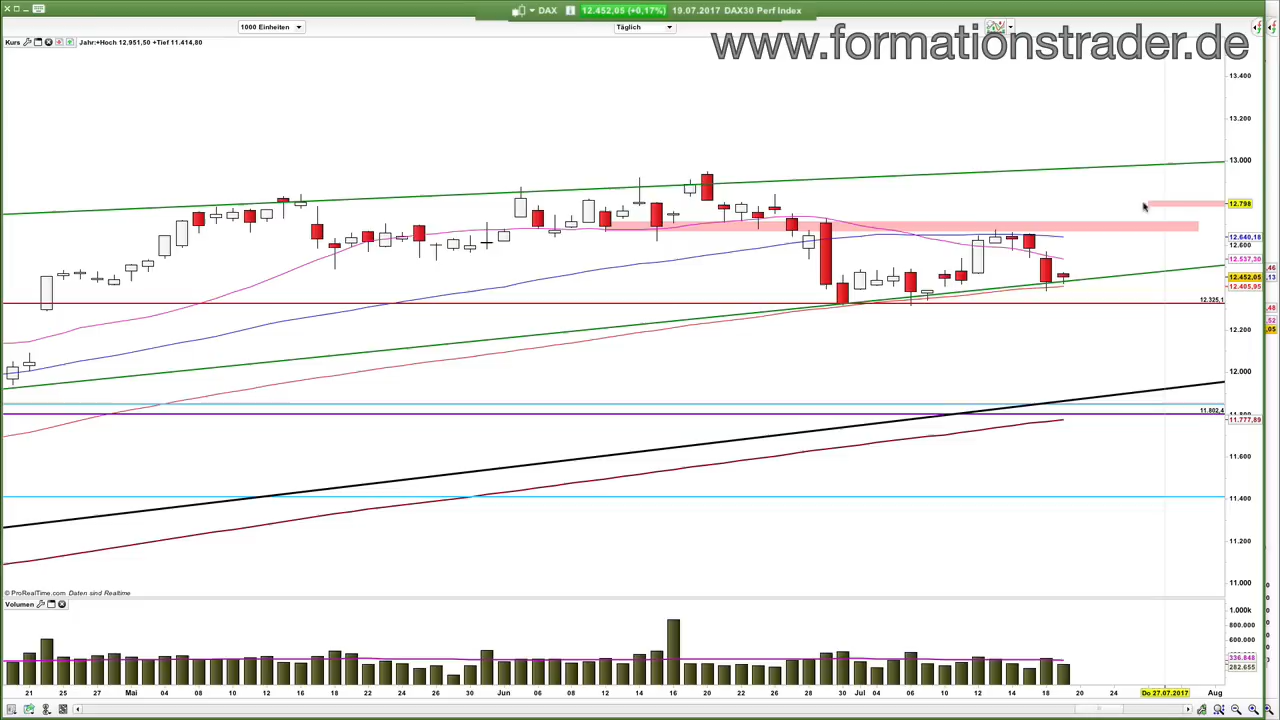 DAX 12.452,05 (+0,17%) 19.07.2017 DAX30 Perf Index
1000 Einheiten
Täglich
www.formationstrader.de
Kurs
Jahr:+Hoch 12.951,50 +Tief 11.414,80
13.400
13.200
13.000
12.798
12.640,18
12.600
12.537,30
12.452,05
12.405,95
12.325,1
12.200
12.000
11.802,4
11.777,89
11.600
11.400
11.200
11.000
© ProRealTime.com Daten sind Realtime
Volumen
1.000k
800.000
600.000
336.848
282.655
21 25 27 Mai 04 08 10 12 16 18 22 24 26 30 Jun 06 08 12 14 16 20 22 26 28 30 Jul 04 06 10 12 14 18 20 24 Do 27.07.2017 Aug